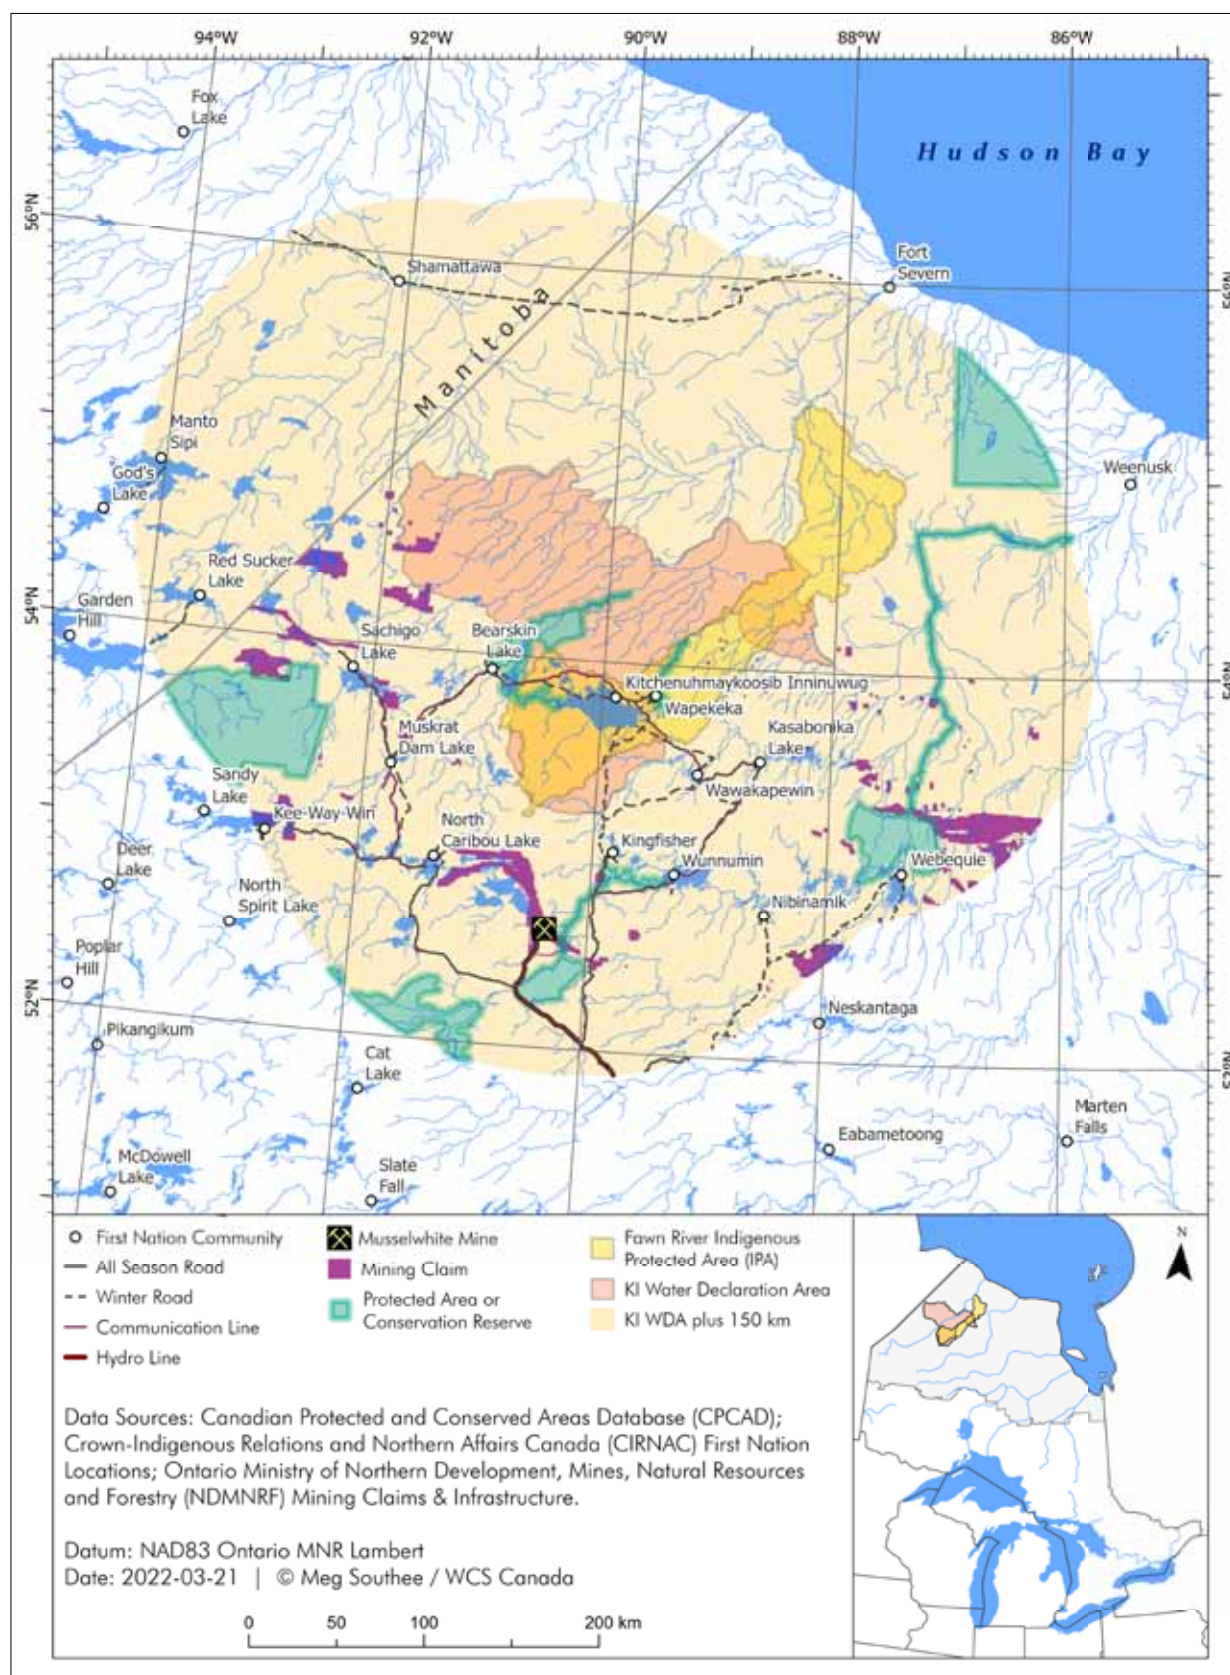 94°W
92°W
90°W
88°W
86°W
Fox
Lake
Hudson Bay
56°N
Fort
Severn
Shamattawa
56°N
Manitoba
Manto
Sipi
God's
Lake
Weenusk
Red Sucker
Lake
54°N
Garden
Hill
Sachigo
Lake
Bearskin
Lake
54°N
Kitchenuhmaykoosib Inninuwug
Wapekeka
Muskrat
Dam Lake
Kasabonika
Lake
Sandy
Lake
Wawakapewin
Kee-Way-Win
North
Caribou Lake
Kingfisher
Wunnumin
Webequie
Deer
Lake
North
Spirit Lake
Nibinamik
Poplar
Hill
52°N
Neskantaga
Pikangikum
Cat
Lake
52°N
Marten
Falls
Eabametoong
McDowell
Lake
Slate
Fall
First Nation Community
All Season Road
Winter Road
Communication Line
Hydro Line
Musselwhite Mine
Mining Claim
Protected Area or
Conservation Reserve
Fawn River Indigenous
Protected Area (IPA)
KI Water Declaration Area
KI WDA plus 150 km
N
Data Sources: Canadian Protected and Conserved Areas Database (CPCAD);
Crown-Indigenous Relations and Northern Affairs Canada (CIRNAC) First Nation
Locations; Ontario Ministry of Northern Development, Mines, Natural Resources
and Forestry (NDMNRF) Mining Claims & Infrastructure.
Datum: NAD83 Ontario MNR Lambert
Date: 2022-03-21 | © Meg Southee / WCS Canada
0 50 100 200 km